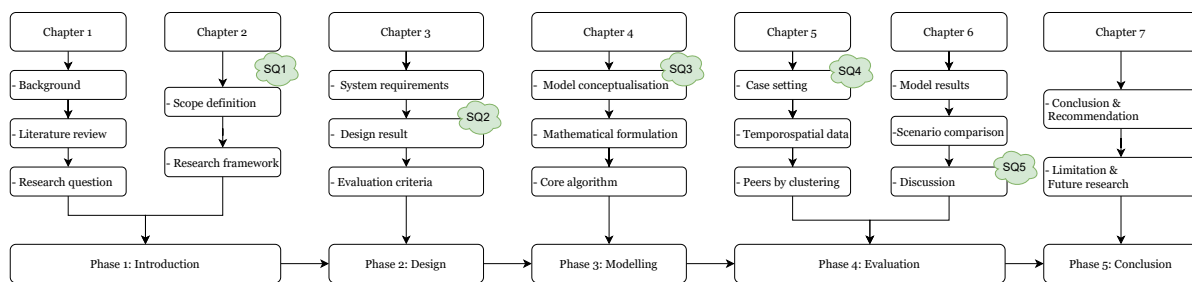 Chapter 1
Chapter 2
Chapter 3
Chapter 4
Chapter 5
Chapter 6
Chapter 7
SQ1
SQ3
SQ4
- Background
- System requirements
- Model conceptualisation
- Case setting
- Model results
- Scope definition
- Conclusion &
Recommendation
SQ2
- Literature review
- Design result
- Mathematical formulation
- Temporospatial data
-Scenario comparison
- Research framework
SQ5
- Research question
- Evaluation criteria
- Core algorithm
- Peers by clustering
- Discussion
- Limitation &
Future research
Phase 1: Introduction
Phase 2: Design
Phase 3: Modelling
Phase 4: Evaluation
Phase 5: Conclusion